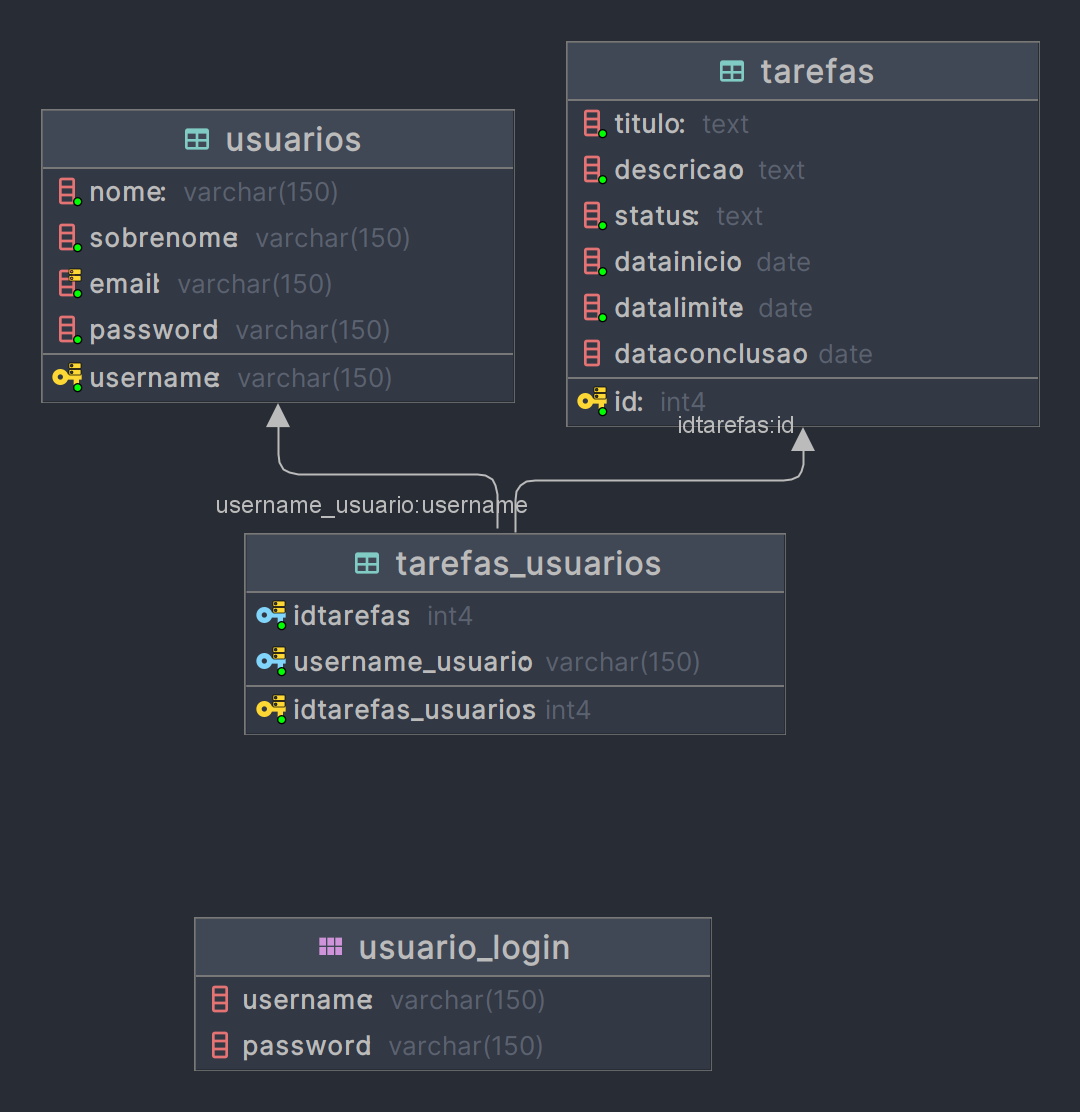 usuarios
nome: varchar(150)
sobrenome: varchar(150)
email: varchar(150)
password varchar(150)
username: varchar(150)
tarefas
titulo: text
descricao text
status: text
datainicio date
datalimite date
dataconclusao date
id: int4
idtarefas:id
username_usuario:username
tarefas_usuarios
idtarefas int4
username_usuario varchar(150)
idtarefas_usuarios int4
usuario_login
username: varchar(150)
password varchar(150)